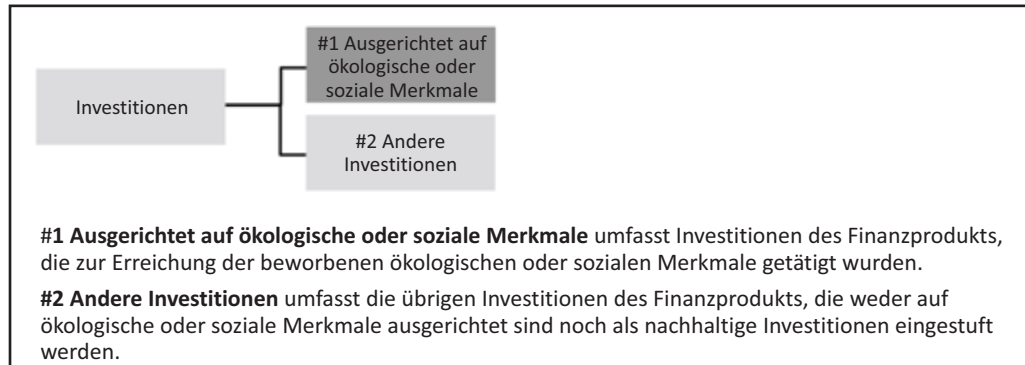 #1 Ausgerichtet auf
ökologische oder
soziale Merkmale
Investitionen
#2 Andere
Investitionen
#1 Ausgerichtet auf ökologische oder soziale Merkmale umfasst Investitionen des Finanzprodukts,
die zur Erreichung der beworbenen ökologischen oder sozialen Merkmale getätigt wurden.
#2 Andere Investitionen umfasst die übrigen Investitionen des Finanzprodukts, die weder auf
ökologische oder soziale Merkmale ausgerichtet sind noch als nachhaltige Investitionen eingestuft
werden.